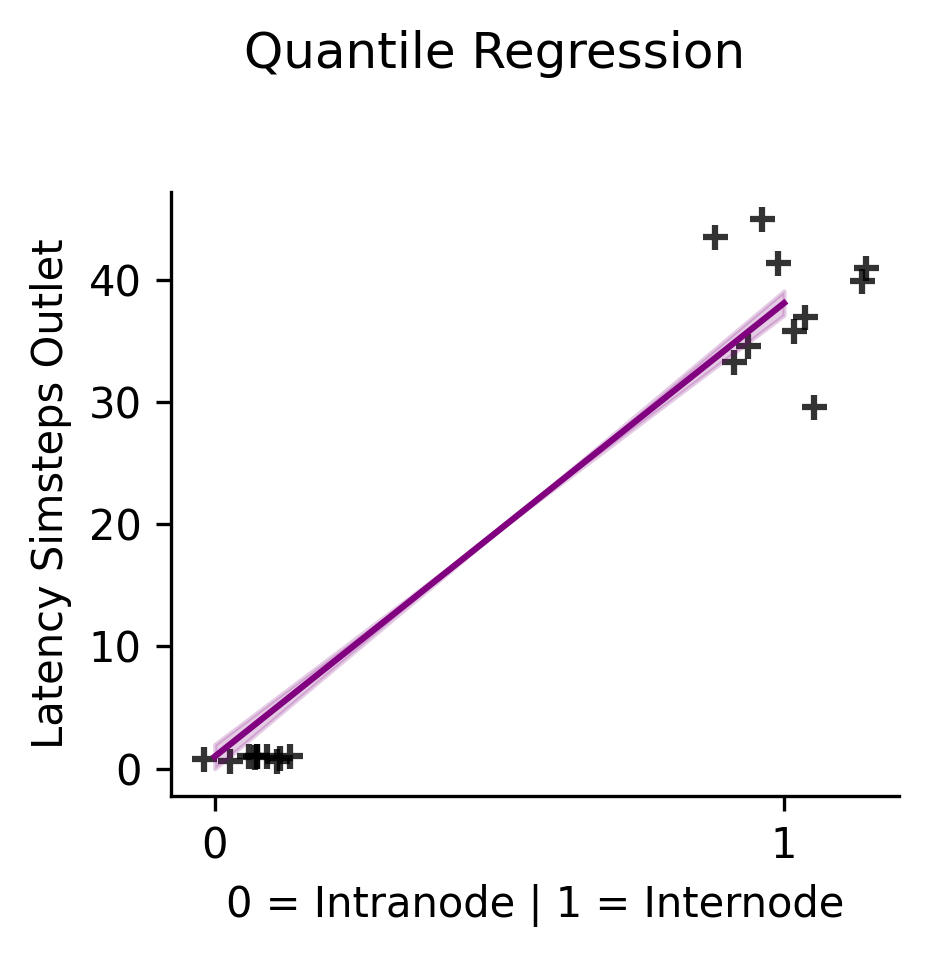 Quantile Regression
Latency Simsteps Outlet
40
30
20
10
0
0
1
0 = Intranode | 1 = Internode